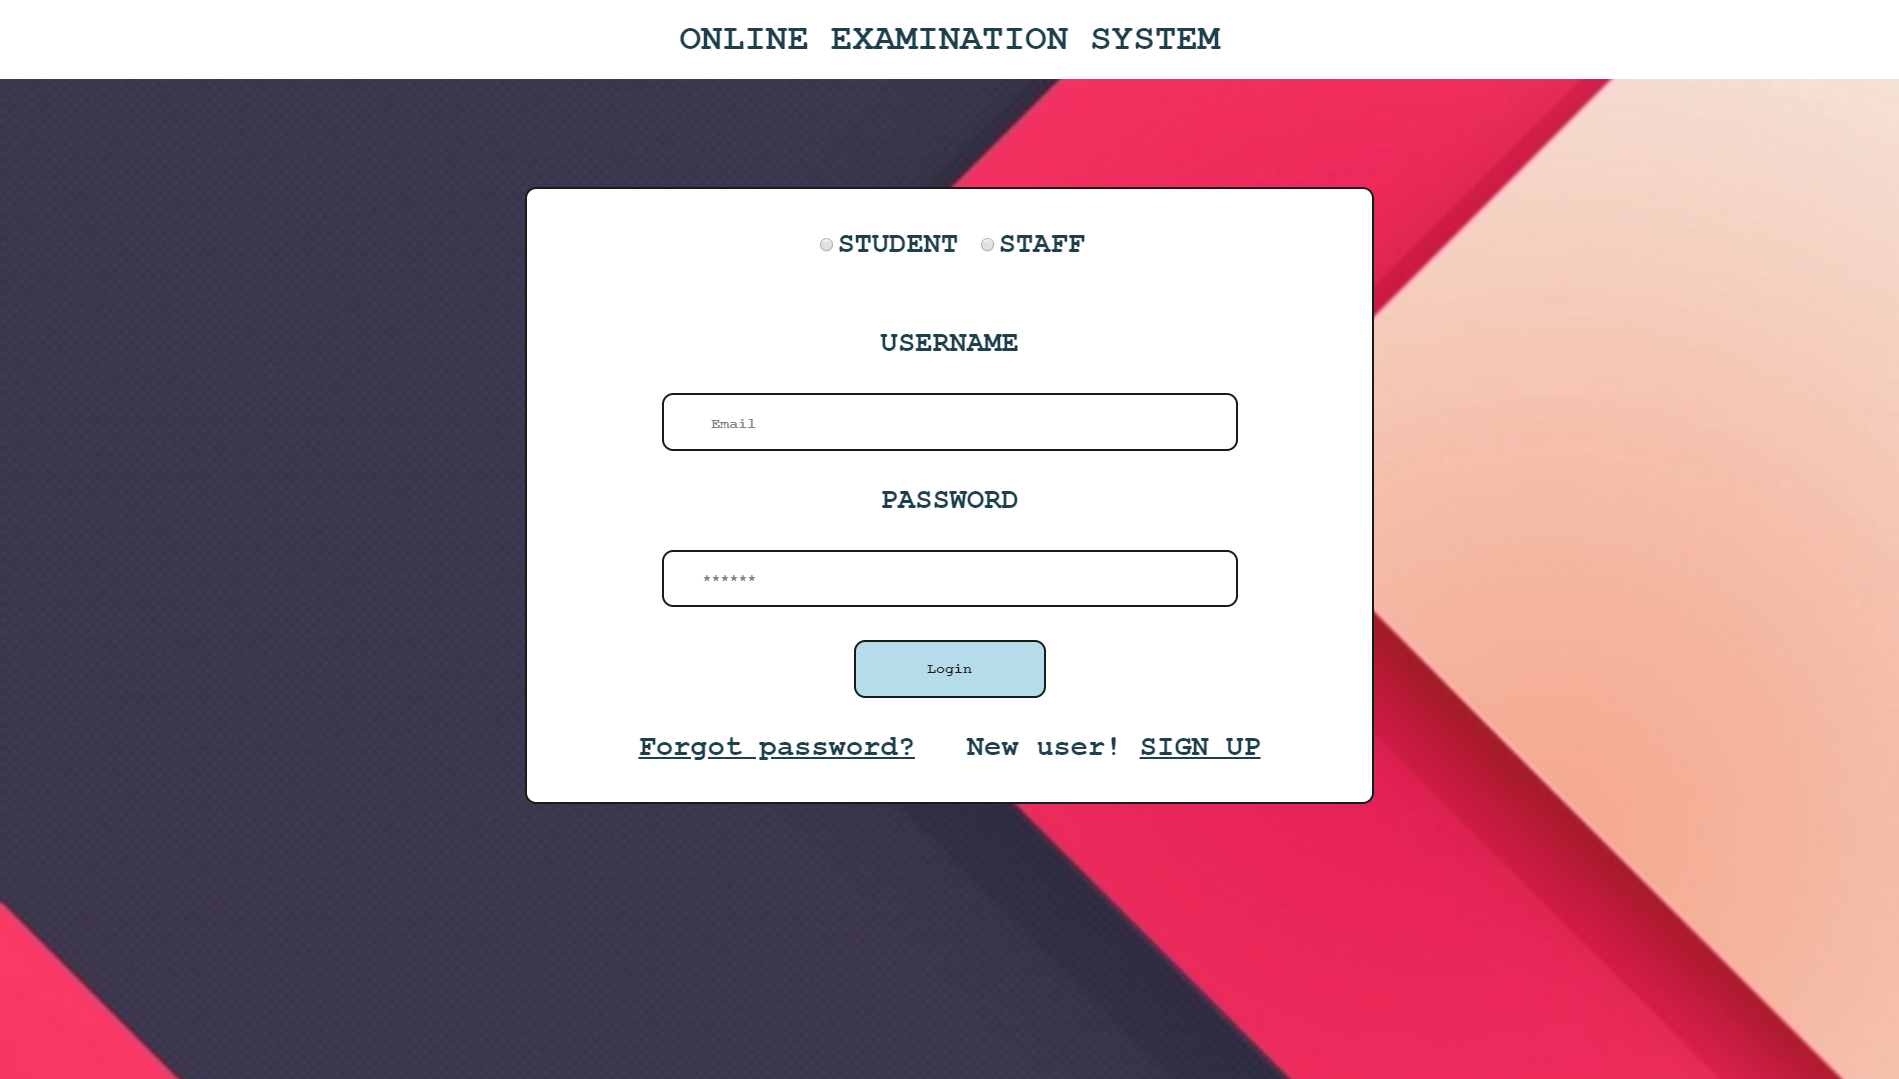 ONLINE EXAMINATION SYSTEM
STUDENT STAFF
USERNAME
Email
PASSWORD
******
Login
Forgot password? New user! SIGN UP